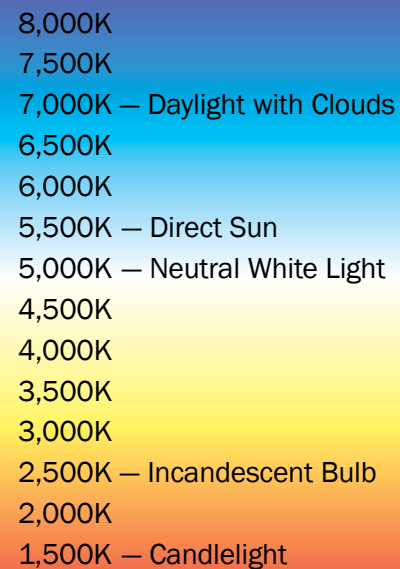 8,000K
7,500K
7,000K — Daylight with Clouds
6,500K
6,000K
5,500K — Direct Sun
5,000K — Neutral White Light
4,500K
4,000K
3,500K
3,000K
2,500K — Incandescent Bulb
2,000K
1,500K — Candlelight